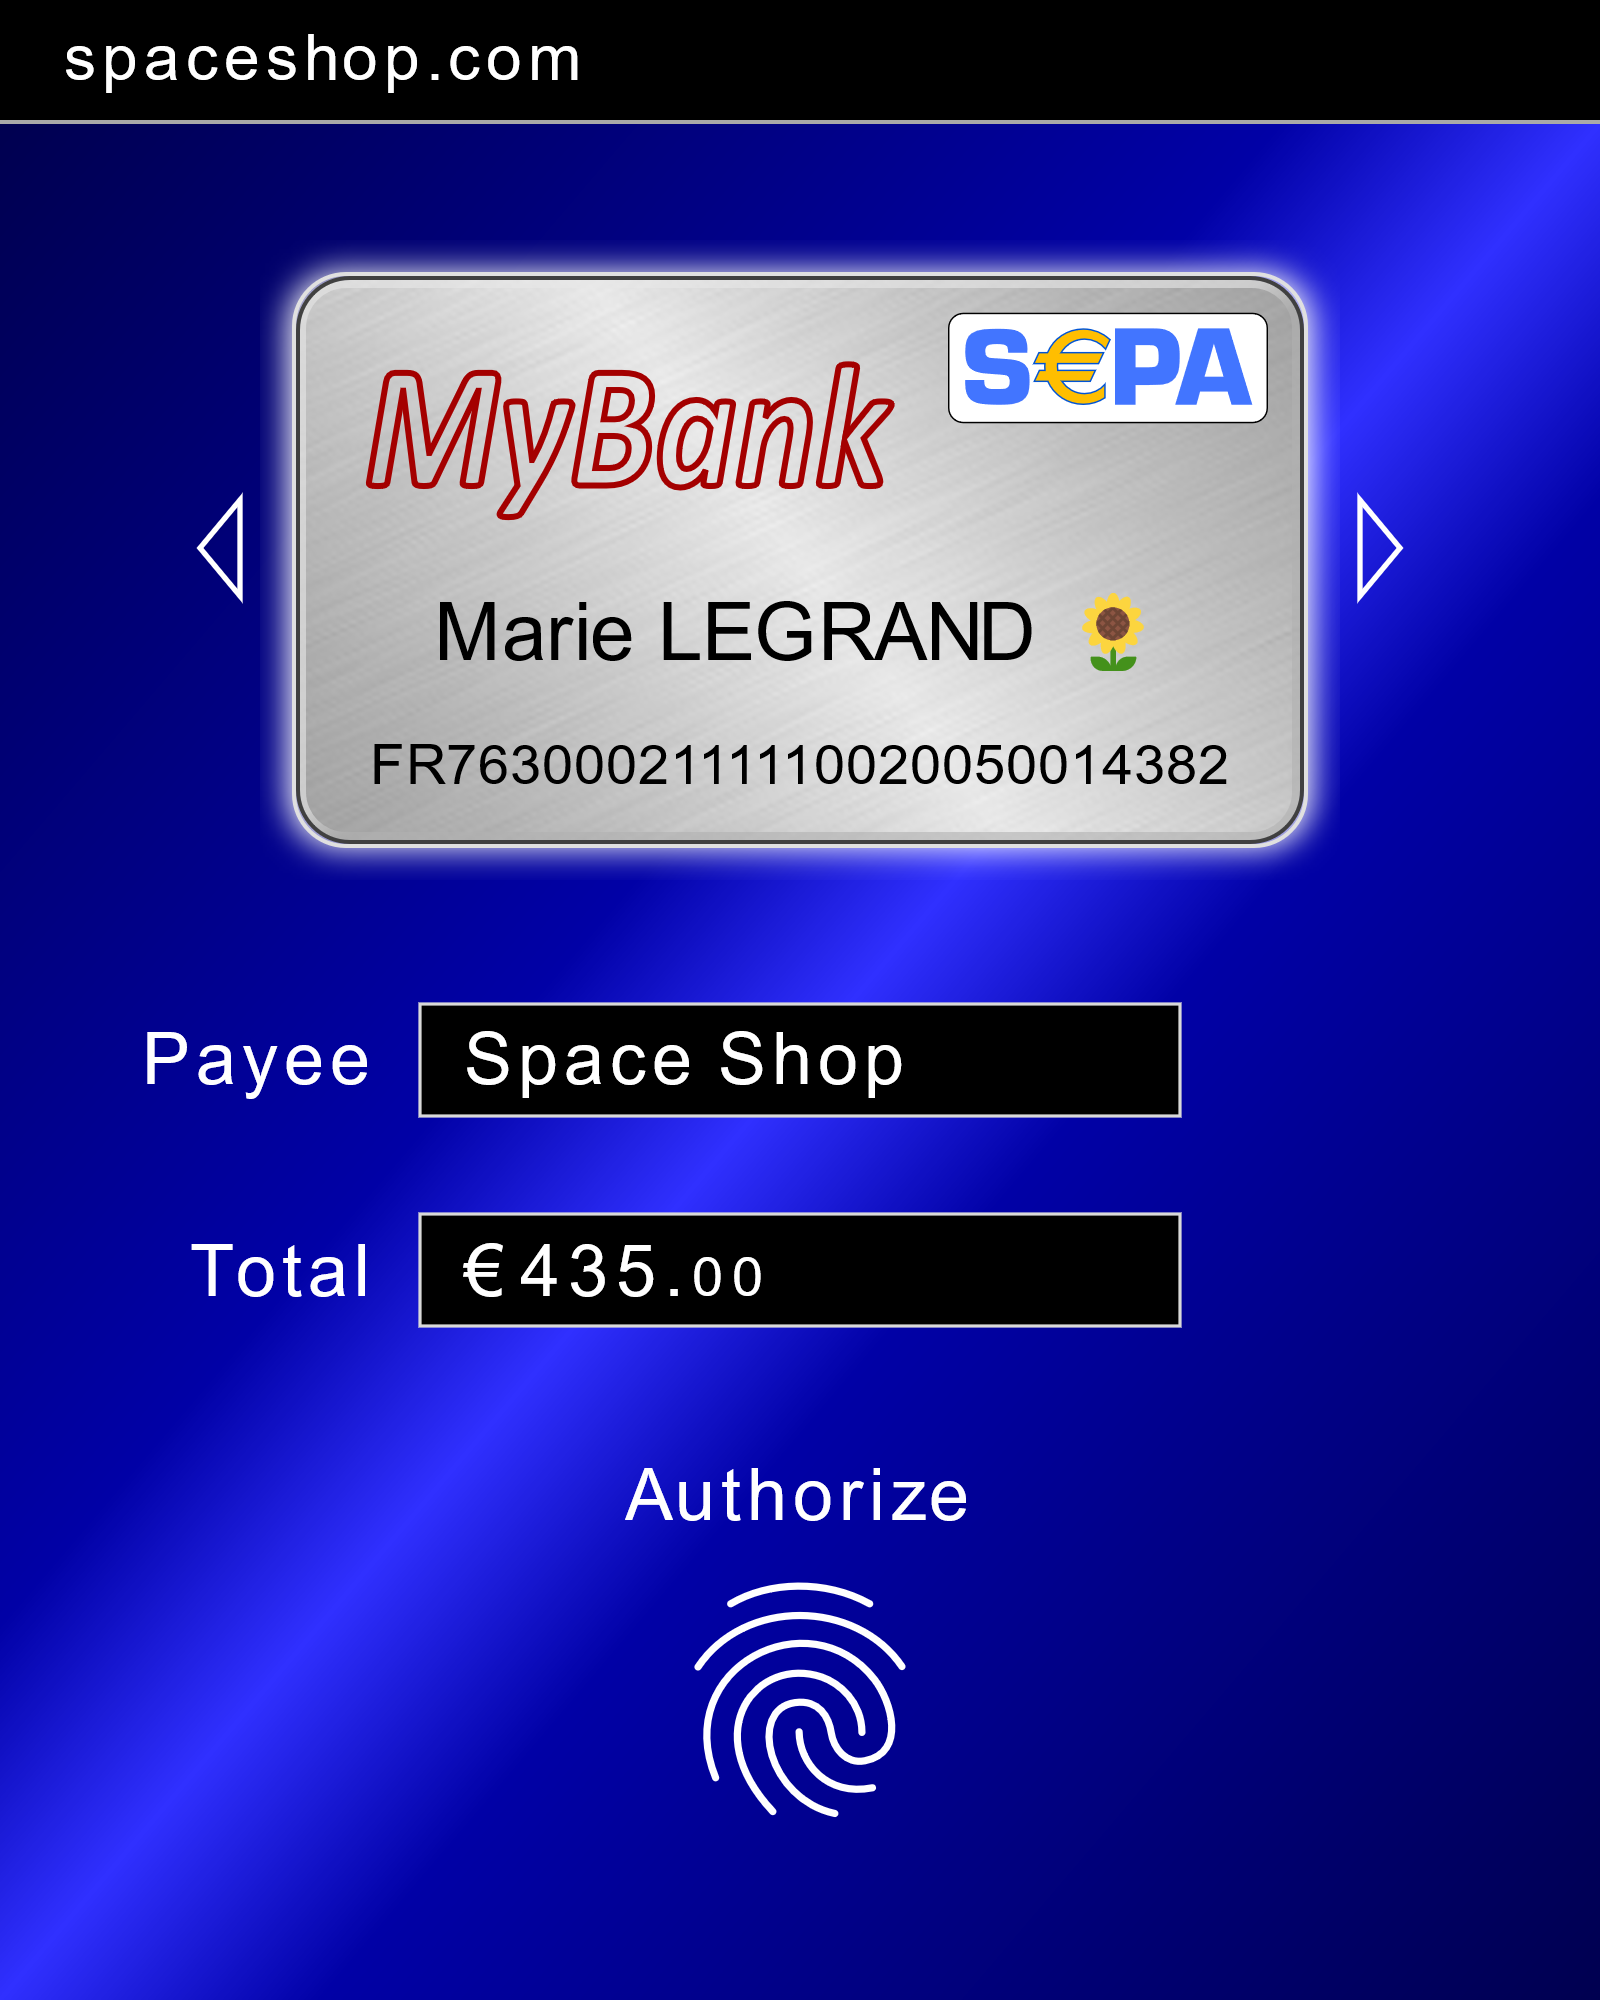 spaceshop.com
MyBank
S€PA
Marie LEGRAND 🌻
FR7630002111110020050014382
Payee
Space Shop
Total
€435.00
Authorize